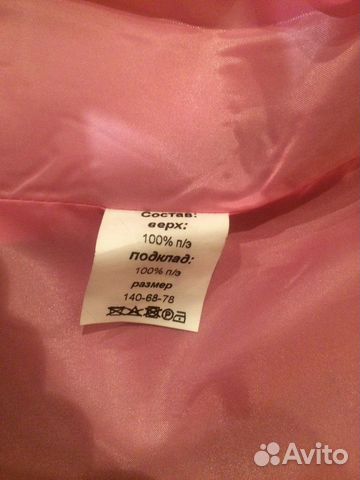 Состав:
верх:
100% п/э
Подклад:
100% п/э
размер
140-68-78
Avito